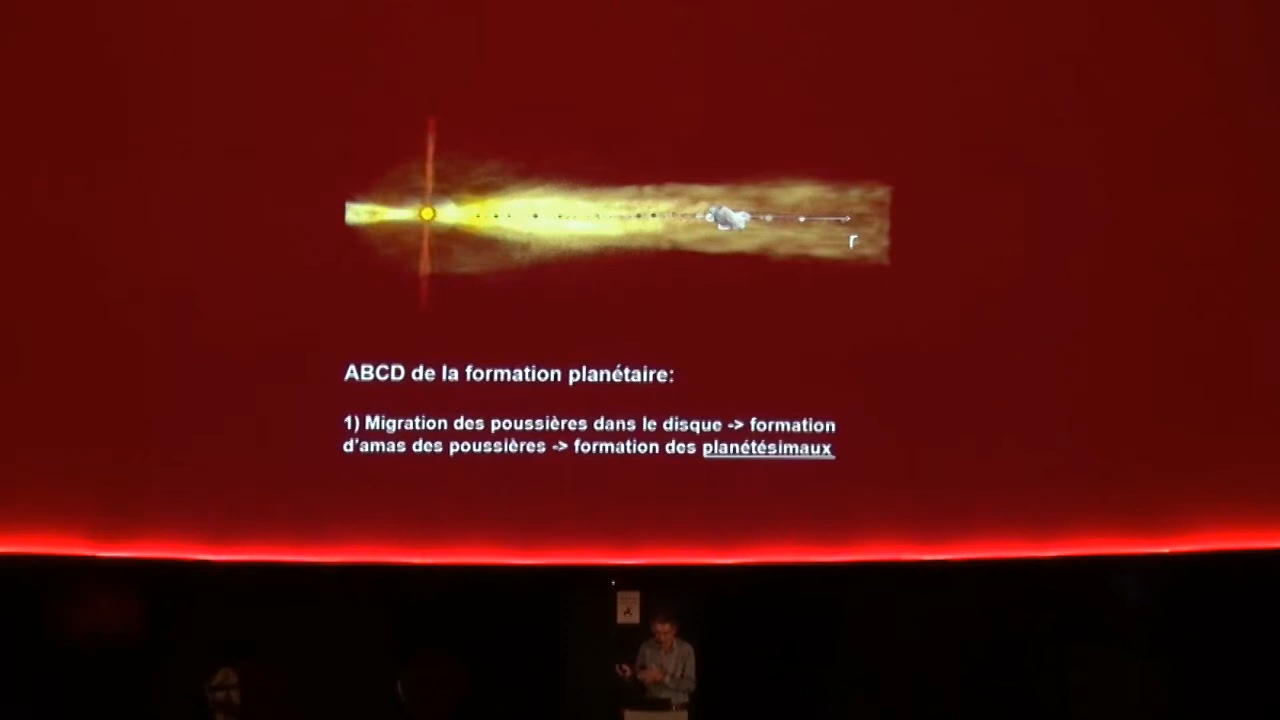 r
ABCD de la formation planétaire:
1) Migration des poussières dans le disque -> formation
d'amas des poussières -> formation des planétésimaux